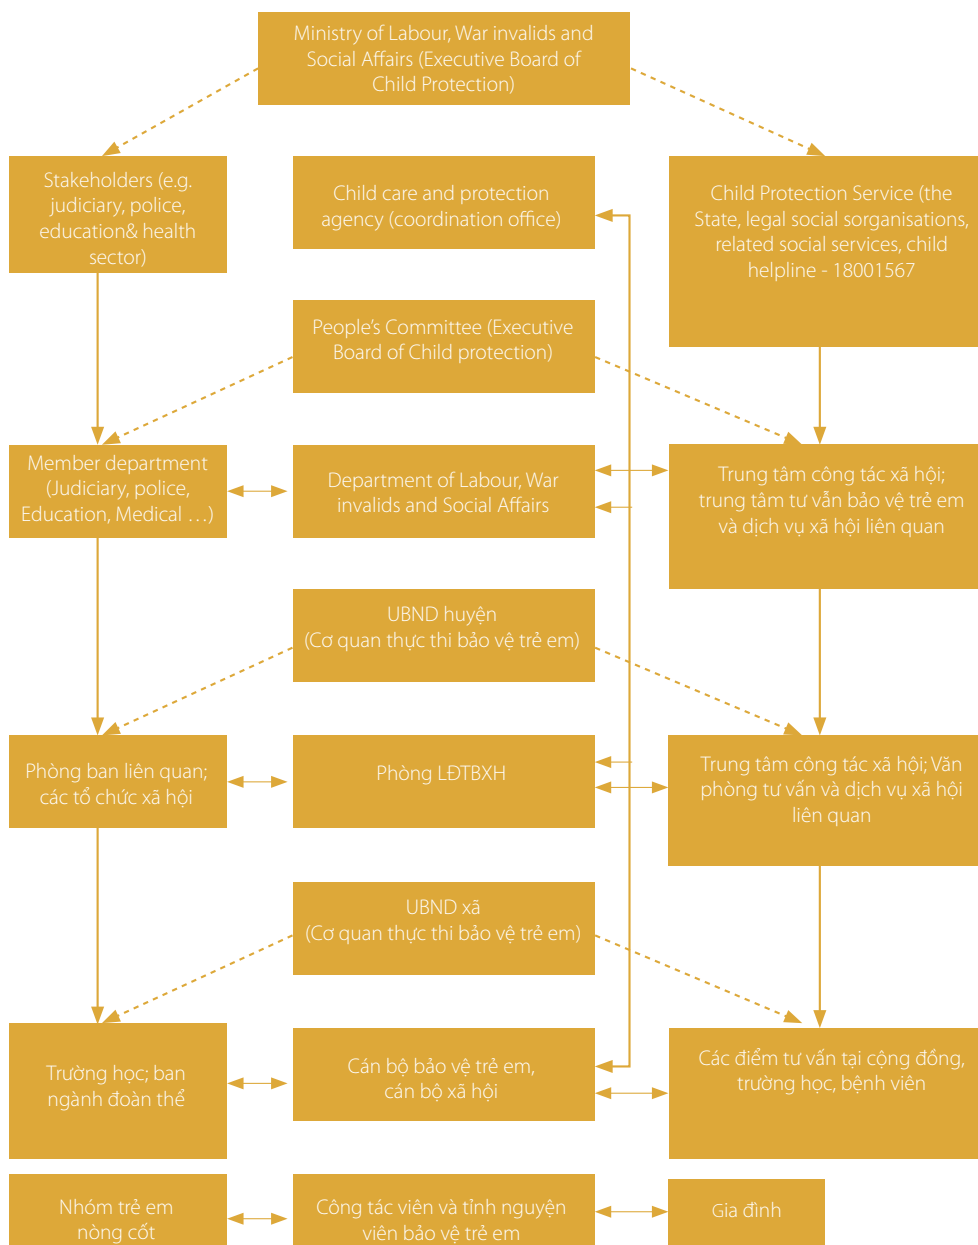 Ministry of Labour, War invalids and
Social Affairs (Executive Board of
Child Protection)
Stakeholders (e.g.
judiciary, police,
education& health
sector)
Child care and protection
agency (coordination office)
Child Protection Service (the
State, legal social sorganisations,
related social services, child
helpline - 18001567
People's Committee (Executive
Board of Child protection)
Member department
(Judiciary, police,
Education, Medical …)
Department of Labour, War
invalids and Social Affairs
Trung tâm công tác xã hội;
trung tâm tư vẫn bảo vệ trẻ em
và dịch vụ xã hội liên quan
UBND huyện
(Cơ quan thực thi bảo vệ trẻ em)
Phòng ban liên quan;
các tổ chức xã hội
Phòng LĐTBXH
Trung tâm công tác xã hội; Văn
phòng tư vấn và dịch vụ xã hội
liên quan
UBND xã
(Cơ quan thực thi bảo vệ trẻ em)
Trường học; ban
ngành đoàn thể
Cán bộ bảo vệ trẻ em,
cán bộ xã hội
Các điểm tư vấn tại cộng đồng,
trường học, bệnh viên
Nhóm trẻ em
nòng cốt
Công tác viên và tỉnh nguyện
viên bảo vệ trẻ em
Gia đình